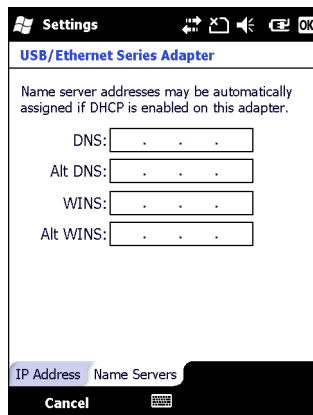 Settings
OK
USB/Ethernet Series Adapter
Name server addresses may be automatically
assigned if DHCP is enabled on this adapter.
DNS: . . .
Alt DNS: . . .
WINS: . . .
Alt WINS: . . .
IP Address Name Servers
Cancel